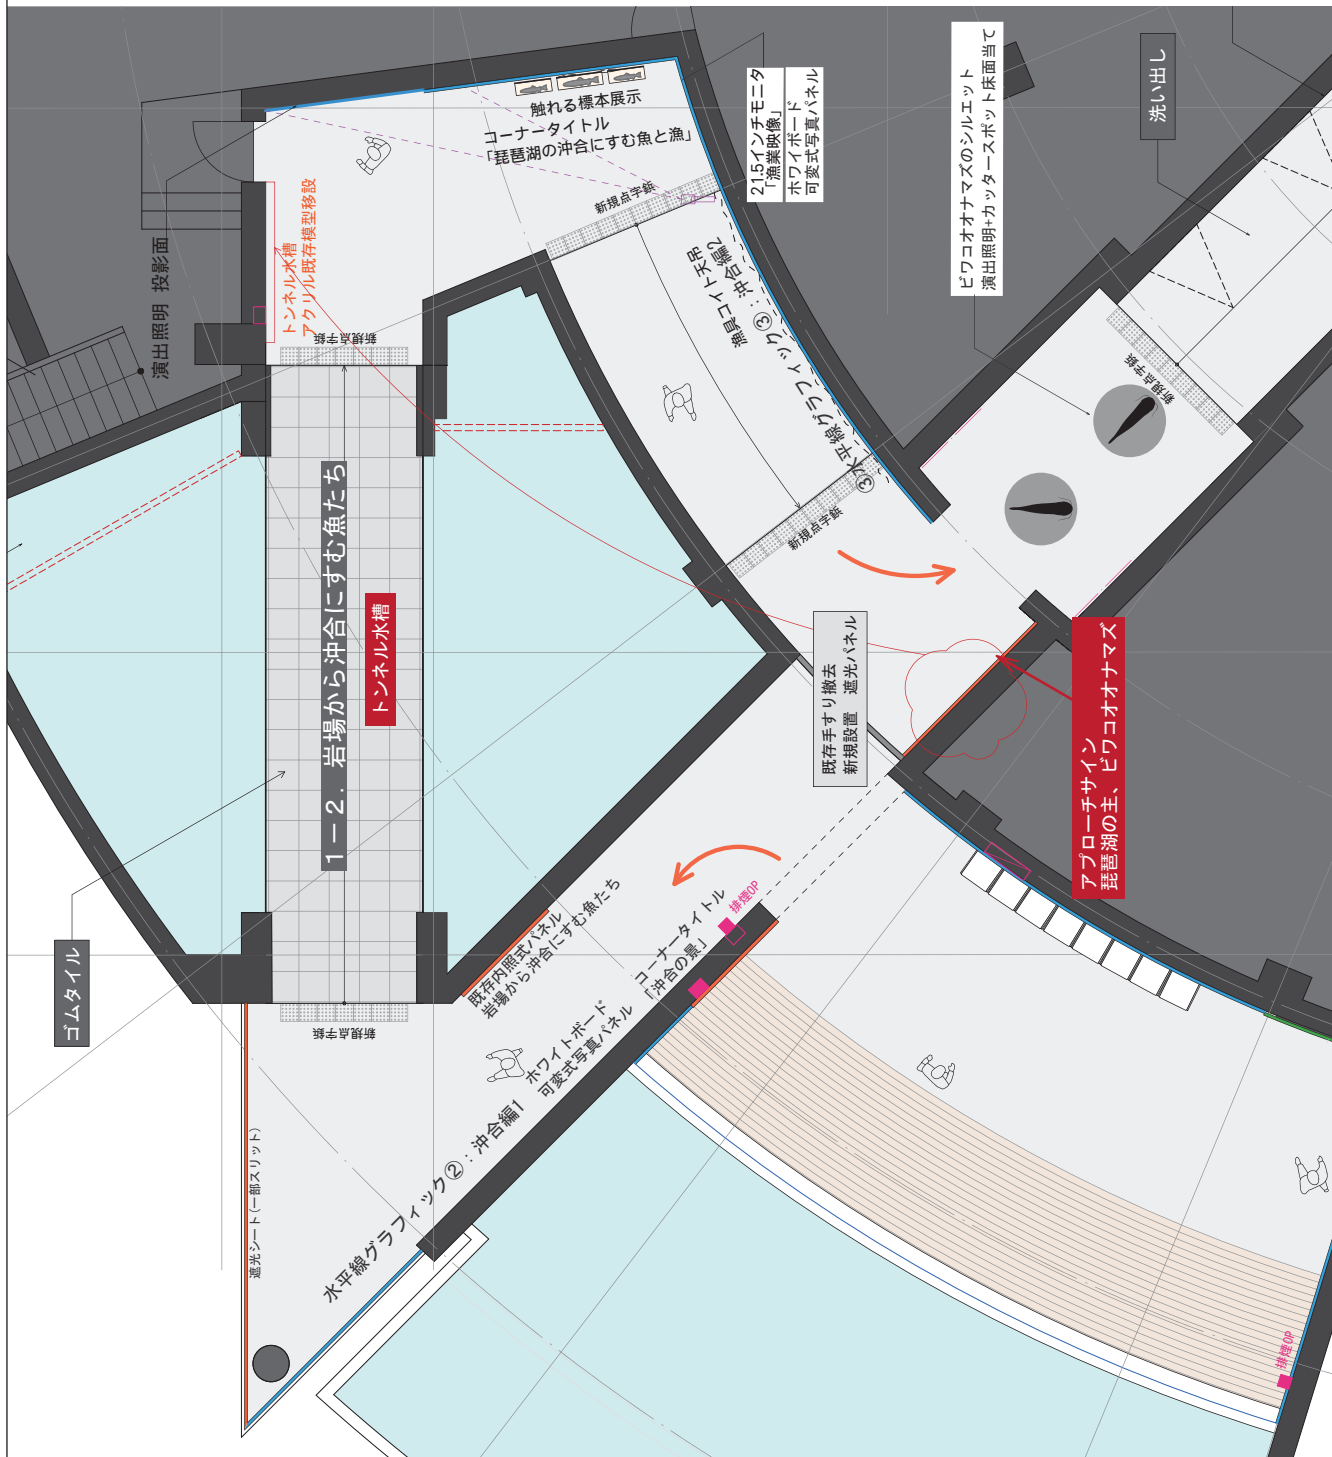 触れる標本展示
コーナータイトル
「琵琶湖の沖合にすむ魚と漁」
21.5インチモニタ
「漁業映像」
ホワイボード
可変式写真パネル
ビワコオオナマズのシルエット
演出照明+カッタースポット床面当て
洗い出し
演出照明 投影面
トンネル水槽
アクリル既存模型移設
新規点字鋲
新規点字鋲
漁具コイト天吊
③水平線グラフィック③：沖合編2
新規点字鋲
新規点字鋲
1－2．岩場から沖合にすむ魚たち
トンネル水槽
既存手すり撤去
新規設置　遮光パネル
アプローチサイン
琵琶湖の主、ビワコオオナマズ
ゴムタイル
新規点字鋲
既存内照式パネル
岩場から沖合にすむ魚たち
コーナータイトル
「沖合の景」
排煙OP
ホワイトボード
可変式写真パネル
水平線グラフィック②：沖合編1
遮光シート(一部スリット)
排煙OP